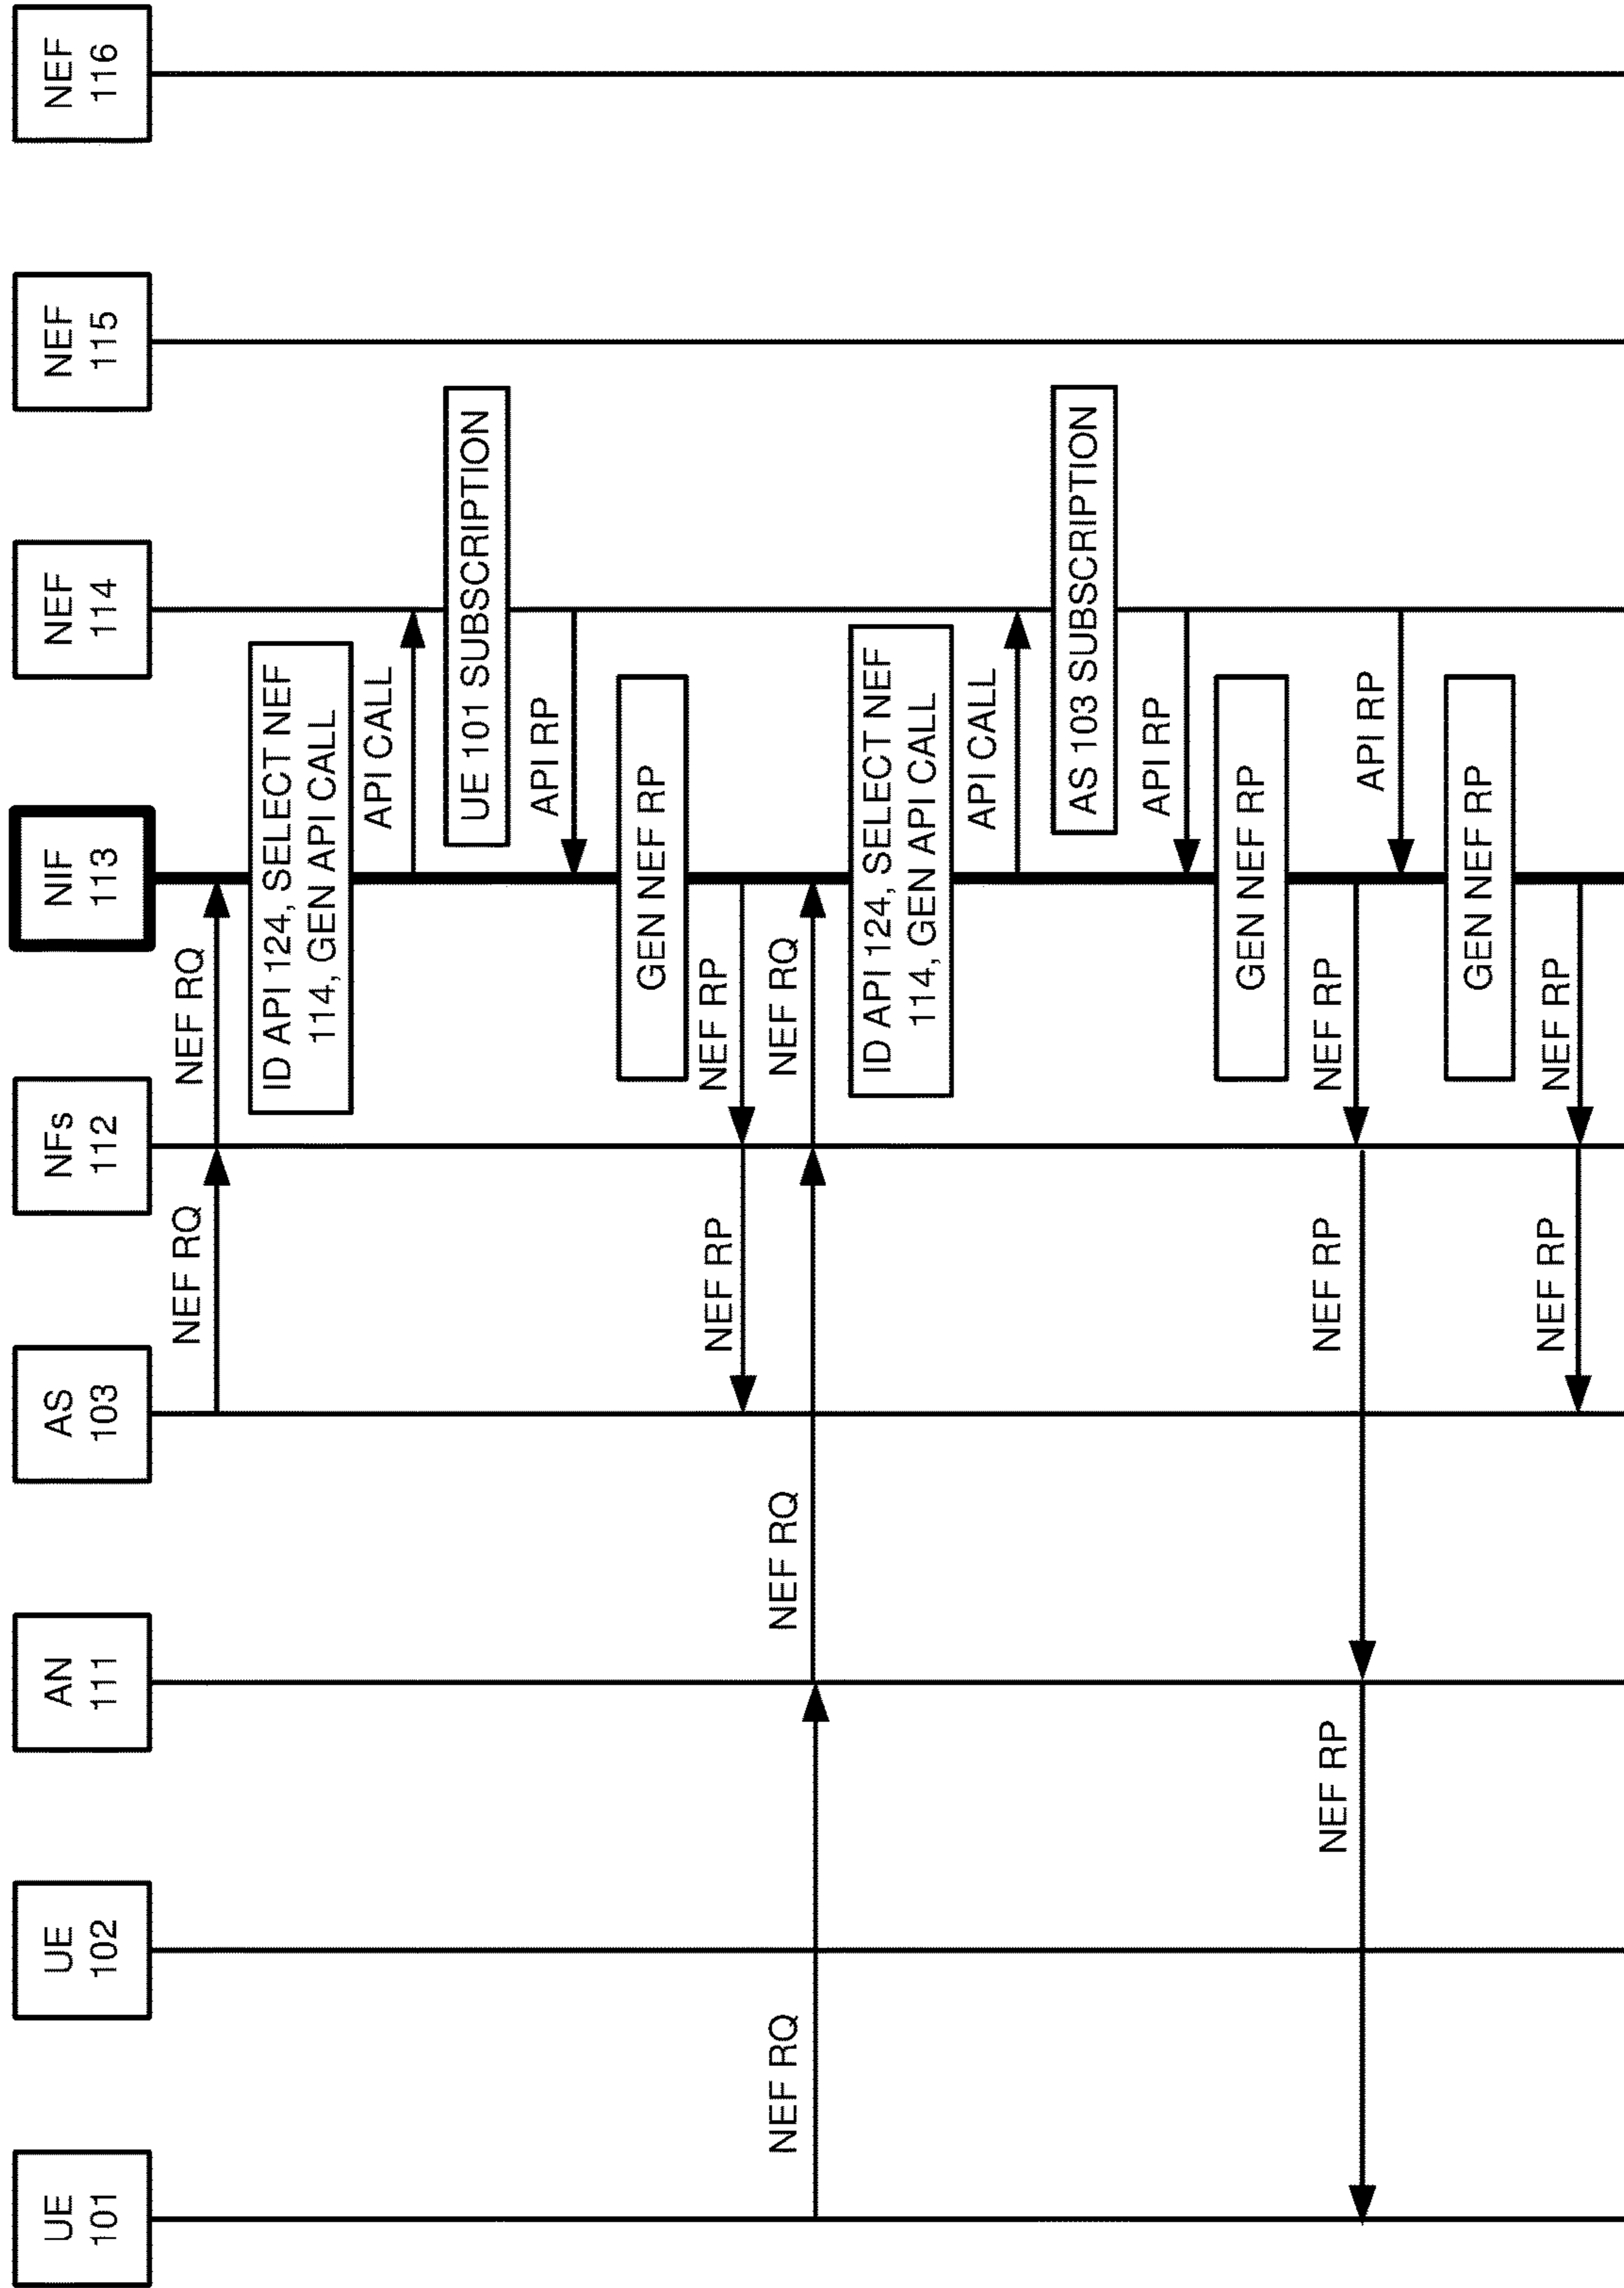 UE
101
UE
102
AN
111
AS
103
NFs
112
NIF
113
NEF
114
NEF
115
NEF
116
NEF RQ
NEF RQ
ID API 124, SELECT NEF
114, GEN API CALL
API CALL
UE 101 SUBSCRIPTION
API RP
GEN NEF RP
NEF RP
NEF RP
NEF RQ
NEF RQ
NEF RQ
ID API 124, SELECT NEF
114, GEN API CALL
API CALL
AS 103 SUBSCRIPTION
API RP
GEN NEF RP
NEF RP
NEF RP
NEF RP
API RP
GEN NEF RP
NEF RP
NEF RP